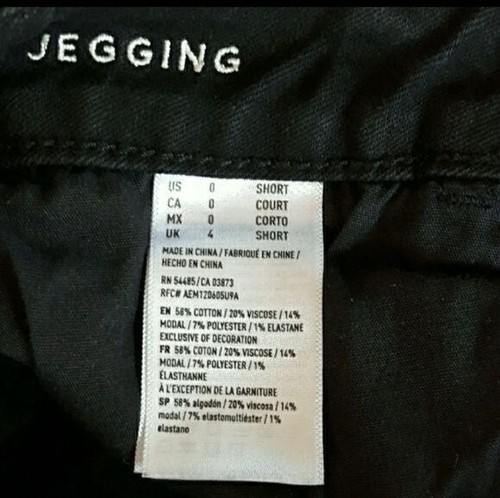 JEGGING
US 0 SHORT
CA 0 COURT
MX 0 CORTO
UK 4 SHORT
MADE IN CHINA / FABRIQUÉ EN CHINE /
HECHO EN CHINA
RN 54485/CA 03873
RFC# AEM120605U9A
EN 58% COTTON / 20% VISCOSE / 14%
MODAL / 7% POLYESTER / 1% ELASTANE
EXCLUSIVE OF DECORATION
FR 58% COTON / 20% VISCOSE / 14%
MODAL / 7% POLYESTER / 1%
ÉLASTHANNE
À L'EXCEPTION DE LA GARNITURE
SP 58% algodón / 20% viscosa / 14%
modal / 7% elastomultiéster / 1%
elastano